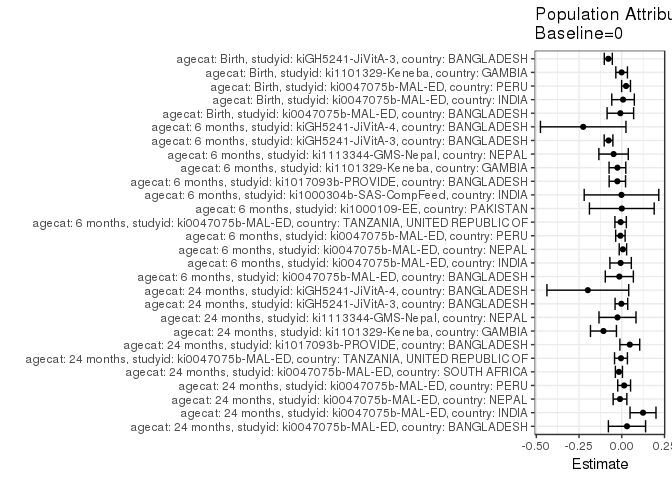 Population Attribu
Baseline=0
agecat: Birth, studyid: kiGH5241-JiVitA-3, country: BANGLADESH
agecat: Birth, studyid: ki1101329-Keneba, country: GAMBIA
agecat: Birth, studyid: ki0047075b-MAL-ED, country: PERU
agecat: Birth, studyid: ki0047075b-MAL-ED, country: INDIA
agecat: Birth, studyid: ki0047075b-MAL-ED, country: BANGLADESH
agecat: 6 months, studyid: kiGH5241-JiVitA-4, country: BANGLADESH
agecat: 6 months, studyid: kiGH5241-JiVitA-3, country: BANGLADESH
agecat: 6 months, studyid: ki1113344-GMS-Nepal, country: NEPAL
agecat: 6 months, studyid: ki1101329-Keneba, country: GAMBIA
agecat: 6 months, studyid: ki1017093b-PROVIDE, country: BANGLADESH
agecat: 6 months, studyid: ki1000304b-SAS-CompFeed, country: INDIA
agecat: 6 months, studyid: ki1000109-EE, country: PAKISTAN
agecat: 6 months, studyid: ki0047075b-MAL-ED, country: TANZANIA, UNITED REPUBLIC OF
agecat: 6 months, studyid: ki0047075b-MAL-ED, country: PERU
agecat: 6 months, studyid: ki0047075b-MAL-ED, country: NEPAL
agecat: 6 months, studyid: ki0047075b-MAL-ED, country: INDIA
agecat: 6 months, studyid: ki0047075b-MAL-ED, country: BANGLADESH
agecat: 24 months, studyid: kiGH5241-JiVitA-4, country: BANGLADESH
agecat: 24 months, studyid: kiGH5241-JiVitA-3, country: BANGLADESH
agecat: 24 months, studyid: ki1113344-GMS-Nepal, country: NEPAL
agecat: 24 months, studyid: ki1101329-Keneba, country: GAMBIA
agecat: 24 months, studyid: ki1017093b-PROVIDE, country: BANGLADESH
agecat: 24 months, studyid: ki0047075b-MAL-ED, country: TANZANIA, UNITED REPUBLIC OF
agecat: 24 months, studyid: ki0047075b-MAL-ED, country: SOUTH AFRICA
agecat: 24 months, studyid: ki0047075b-MAL-ED, country: PERU
agecat: 24 months, studyid: ki0047075b-MAL-ED, country: NEPAL
agecat: 24 months, studyid: ki0047075b-MAL-ED, country: INDIA
agecat: 24 months, studyid: ki0047075b-MAL-ED, country: BANGLADESH
-0.50 -0.25 0.00 0.25
Estimate